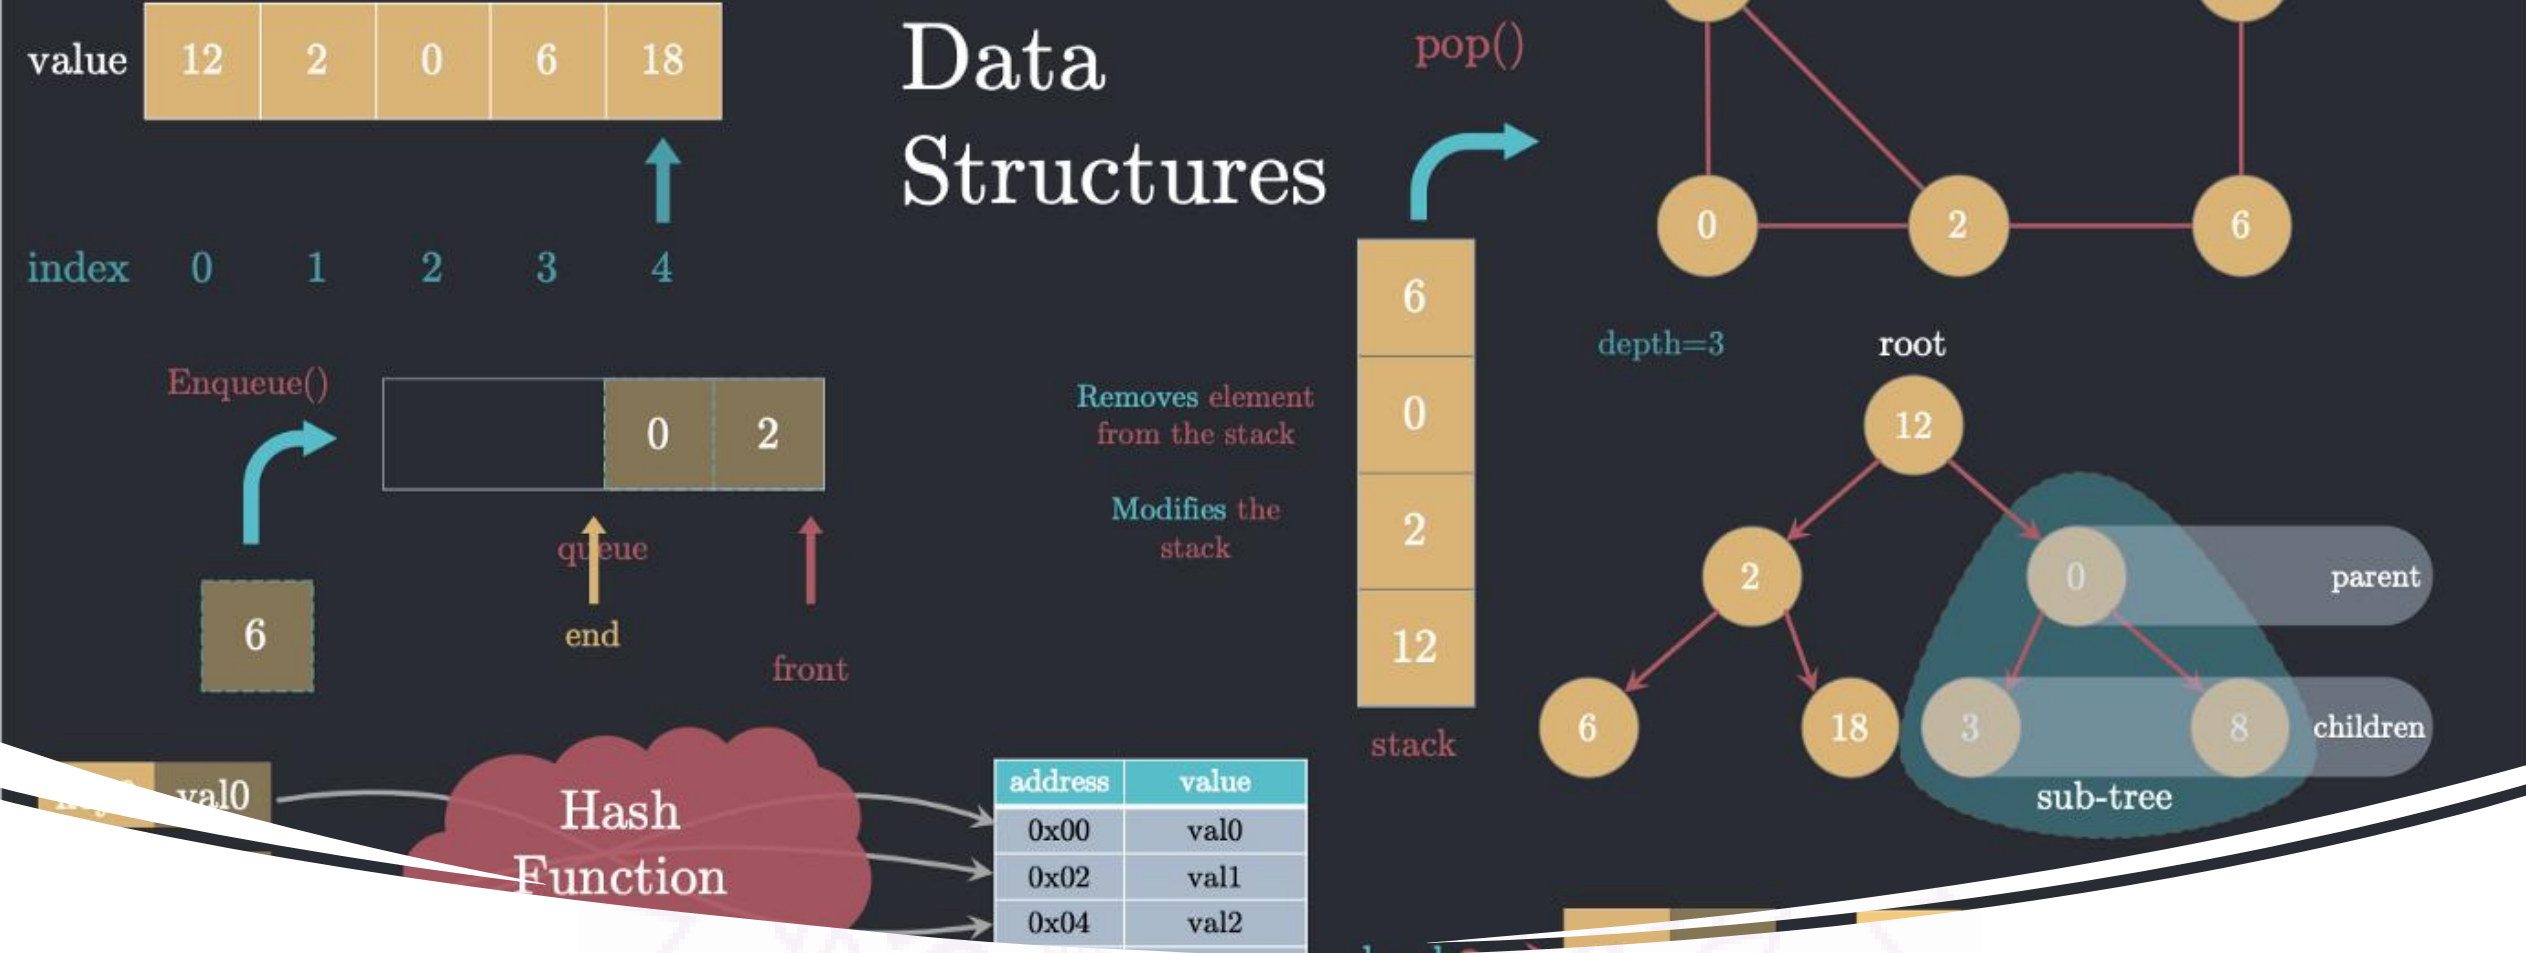 value 12 2 0 6 18
index 0 1 2 3 4
Data
Structures
pop()
0 2 6
Enqueue()
0 2
queue
end
front
6
Removes element
from the stack
Modifies the
stack
6
0
2
12
stack
depth=3
root
12
2 0 parent
6 18 3 8 children
sub-tree
val0
Hash
Function
address value
0x00 val0
0x02 val1
0x04 val2